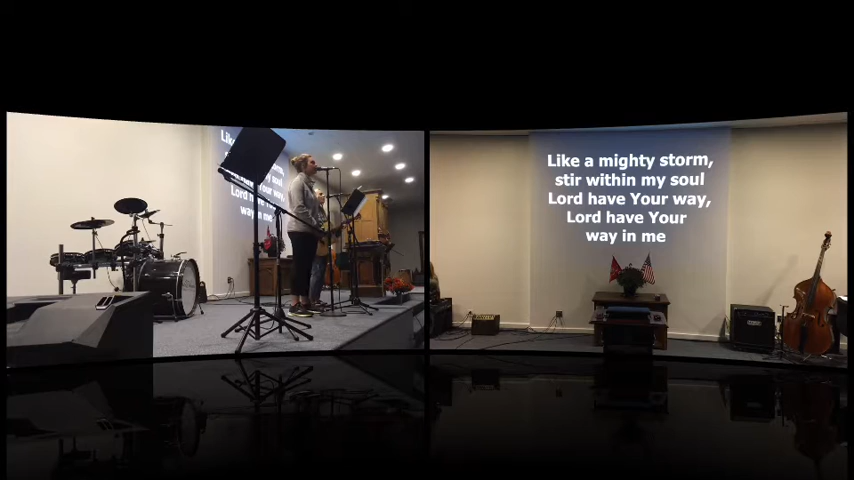 Like a mighty storm,
stir within my soul
Lord have Your way,
Lord have Your
way in me